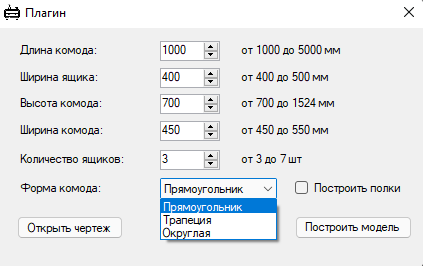 Плагин
Длина комода: 1000 от 1000 до 5000 мм
Ширина ящика: 400 от 400 до 500 мм
Высота комода: 700 от 700 до 1524 мм
Ширина комода: 450 от 450 до 550 мм
Количество ящиков: 3 от 3 до 7 шт
Форма комода: Прямоугольник Построить полки
Прямоугольник
Трапеция
Округлая
Открыть чертеж Построить модель